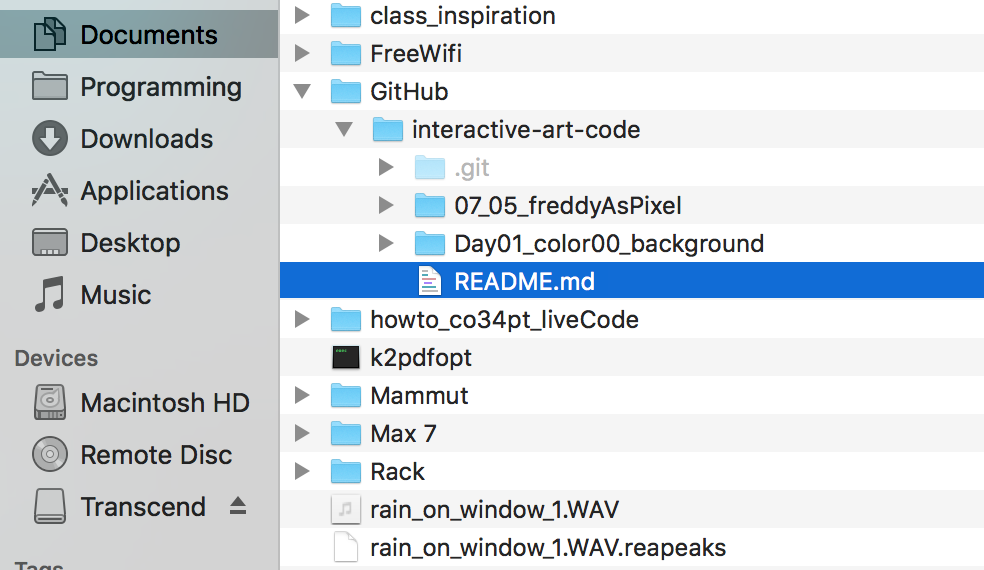 Documents
Programming
Downloads
Applications
Desktop
Music
Devices
Macintosh HD
Remote Disc
Transcend
Tags
class_inspiration
FreeWifi
GitHub
interactive-art-code
.git
07_05_freddyAsPixel
Day01_color00_background
README.md
howto_co34pt_liveCode
k2pdfopt
Mammut
Max 7
Rack
rain_on_window_1.WAV
rain_on_window_1.WAV.reapeaks